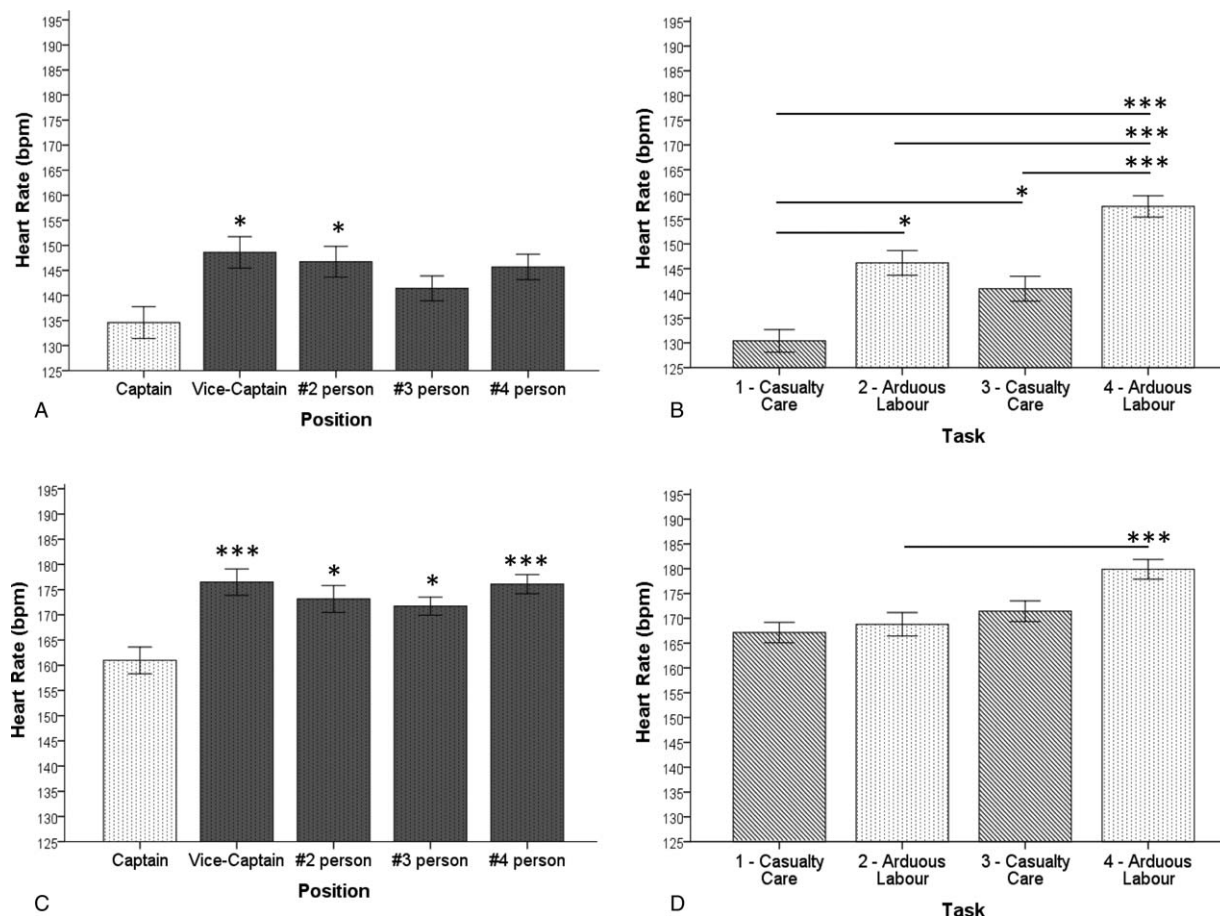 195
190
185
180
175
170
165
160
155
150
145
140
135
130
125
Heart Rate (bpm)
*
*
Captain
Vice-Captain
#2 person
#3 person
#4 person
A
Position
195
190
185
180
175
170
165
160
155
150
145
140
135
130
125
Heart Rate (bpm)
***
***
***
*
*
1 - Casualty
Care
2 - Arduous
Labour
3 - Casualty
Care
4 - Arduous
Labour
B
Task
195
190
185
180
175
170
165
160
155
150
145
140
135
130
125
Heart Rate (bpm)
***
*
*
***
Captain
Vice-Captain
#2 person
#3 person
#4 person
C
Position
195
190
185
180
175
170
165
160
155
150
145
140
135
130
125
Heart Rate (bpm)
***
1 - Casualty
Care
2 - Arduous
Labour
3 - Casualty
Care
4 - Arduous
Labour
D
Task